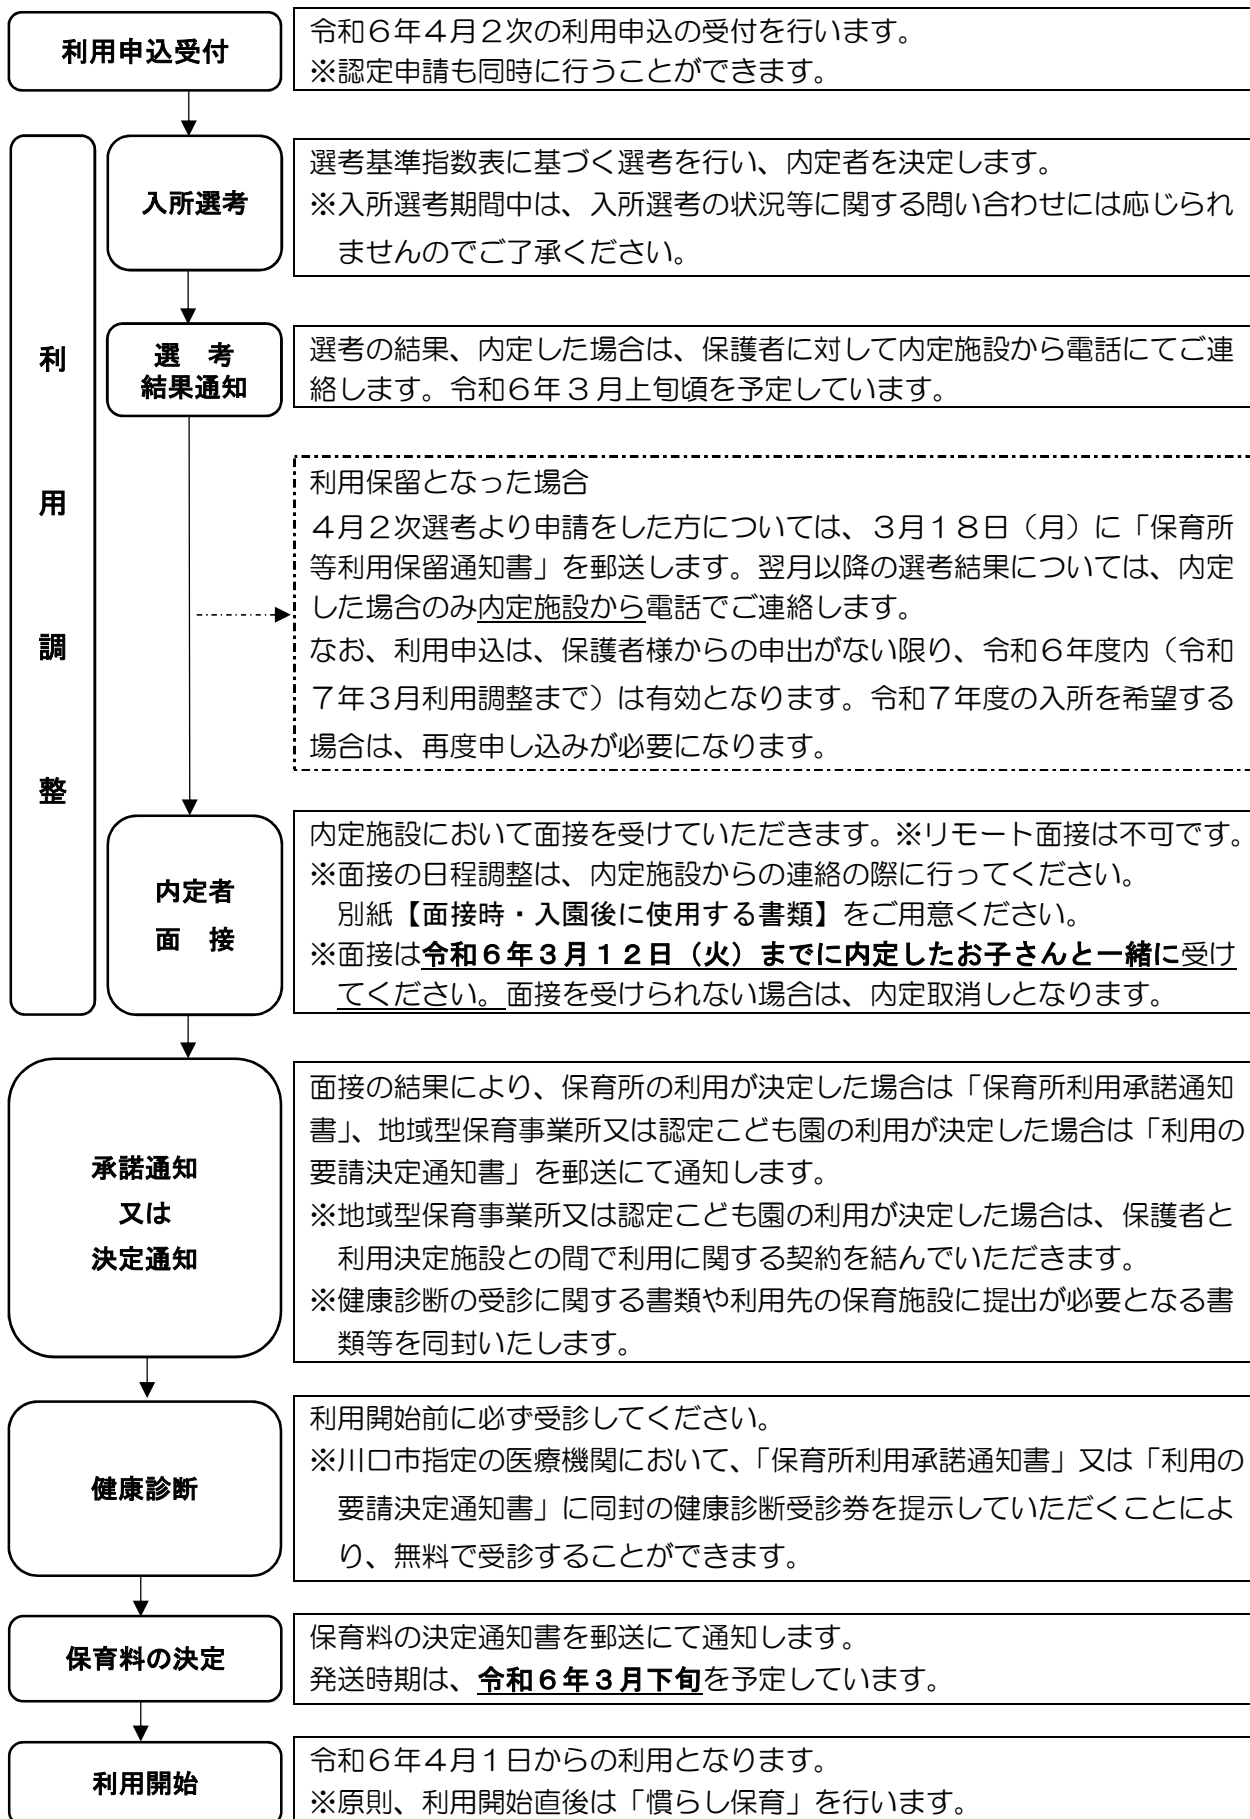 利用申込受付
令和６年４月２次の利用申込の受付を行います。
※認定申請も同時に行うことができます。
利用調整
入所選考
選考基準指数表に基づく選考を行い、内定者を決定します。
※入所選考期間中は、入所選考の状況等に関する問い合わせには応じられ
ませんのでご了承ください。
選　考
結果通知
選考の結果、内定した場合は、保護者に対して内定施設から電話にてご連
絡します。令和６年３月上旬頃を予定しています。
利用保留となった場合
４月２次選考より申請をした方については、３月１８日（月）に「保育所
等利用保留通知書」を郵送します。翌月以降の選考結果については、内定
した場合のみ内定施設から電話でご連絡します。
なお、利用申込は、保護者様からの申出がない限り、令和６年度内（令和
７年３月利用調整まで）は有効となります。令和７年度の入所を希望する
場合は、再度申し込みが必要になります。
内定者
面　接
内定施設において面接を受けていただきます。※リモート面接は不可です。
※面接の日程調整は、内定施設からの連絡の際に行ってください。
別紙【面接時・入園後に使用する書類】をご用意ください。
※面接は令和６年３月１２日（火）までに内定したお子さんと一緒に受け
てください。面接を受けられない場合は、内定取消しとなります。
承諾通知
又は
決定通知
面接の結果により、保育所の利用が決定した場合は「保育所利用承諾通知
書」、地域型保育事業所又は認定こども園の利用が決定した場合は「利用の
要請決定通知書」を郵送にて通知します。
※地域型保育事業所又は認定こども園の利用が決定した場合は、保護者と
利用決定施設との間で利用に関する契約を結んでいただきます。
※健康診断の受診に関する書類や利用先の保育施設に提出が必要となる書
類等を同封いたします。
健康診断
利用開始前に必ず受診してください。
※川口市指定の医療機関において、「保育所利用承諾通知書」又は「利用の
要請決定通知書」に同封の健康診断受診券を提示していただくことによ
り、無料で受診することができます。
保育料の決定
保育料の決定通知書を郵送にて通知します。
発送時期は、令和６年３月下旬を予定しています。
利用開始
令和６年４月１日からの利用となります。
※原則、利用開始直後は「慣らし保育」を行います。